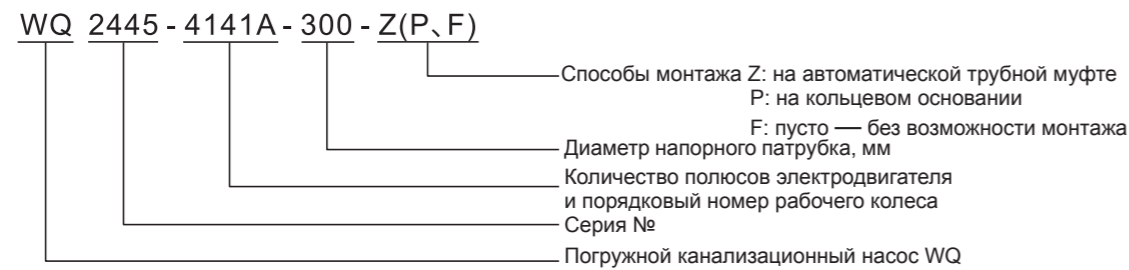 WQ 2445 - 4141A - 300 - Z(P、F)
Способы монтажа Z: на автоматической трубной муфте
P: на кольцевом основании
F: пусто — без возможности монтажа
Диаметр напорного патрубка, мм
Количество полюсов электродвигателя
и порядковый номер рабочего колеса
Серия №
Погружной канализационный насос WQ